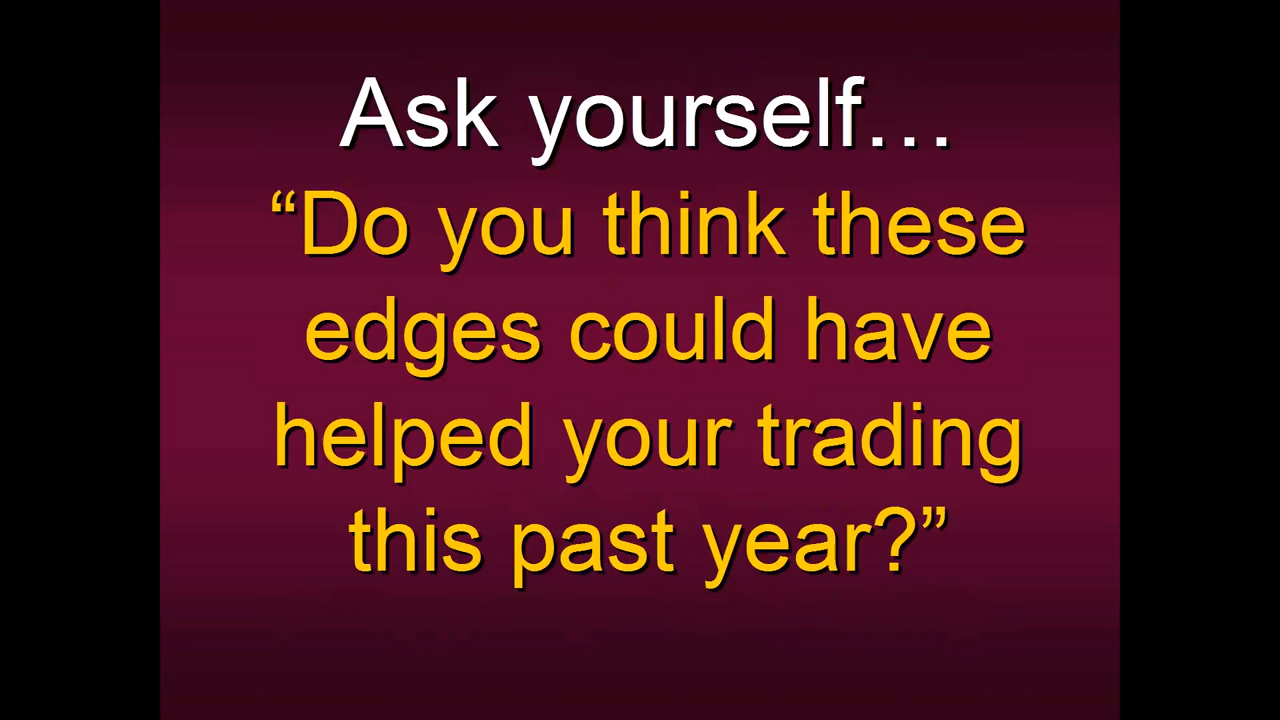 Ask yourself…
“Do you think these
edges could have
helped your trading
this past year?”